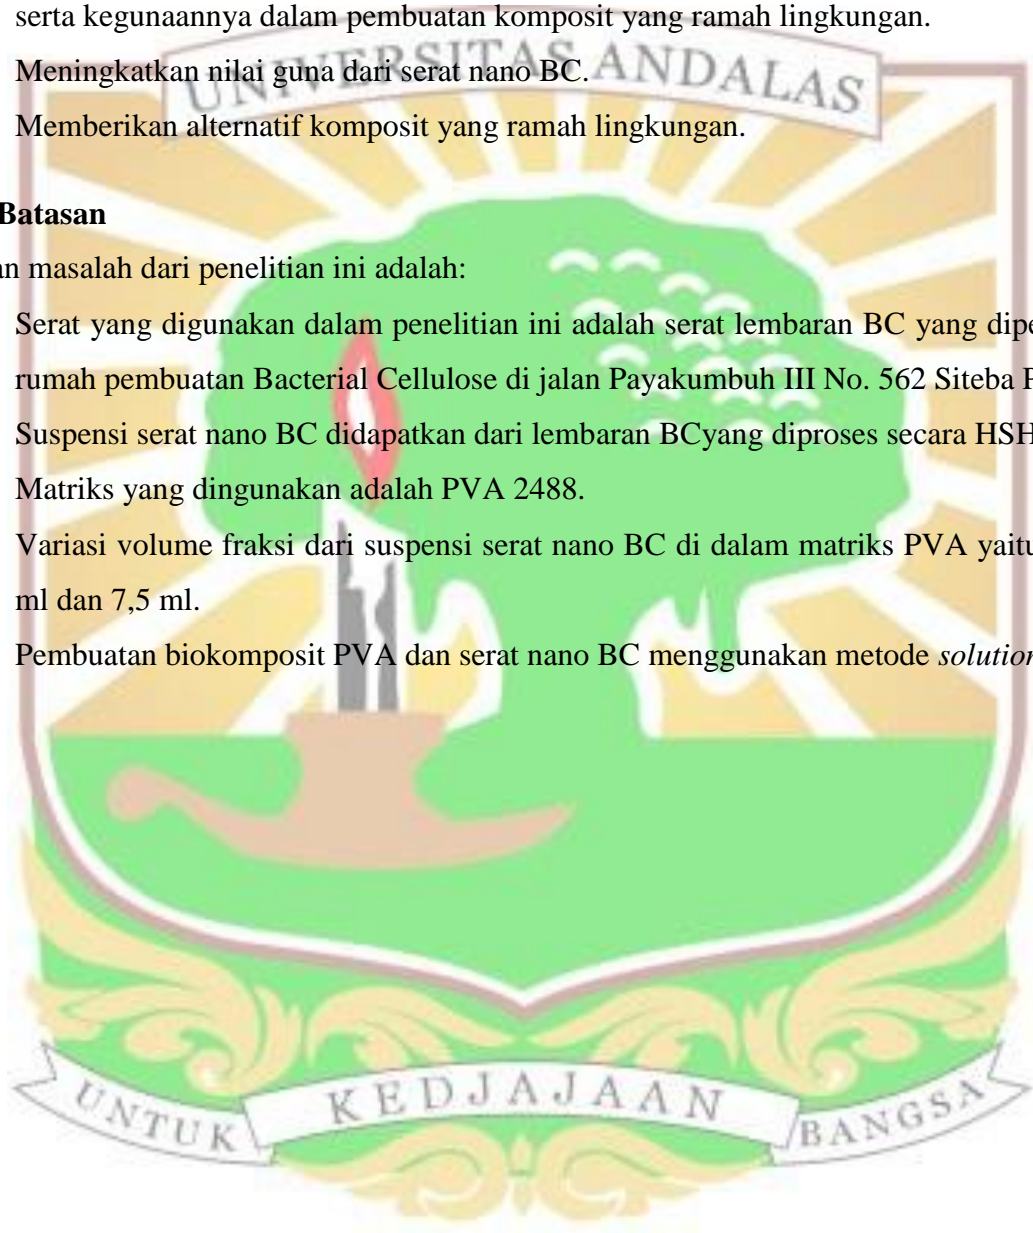 serta kegunaannya dalam pembuatan komposit yang ramah lingkungan.
UNIVERSITAS ANDALAS
Meningkatkan nilai guna dari serat nano BC.
Memberikan alternatif komposit yang ramah lingkungan.
Batasan
an masalah dari penelitian ini adalah:
Serat yang digunakan dalam penelitian ini adalah serat lembaran BC yang dipe
rumah pembuatan Bacterial Cellulose di jalan Payakumbuh III No. 562 Siteba P
Suspensi serat nano BC didapatkan dari lembaran BCyang diproses secara HSH
Matriks yang dingunakan adalah PVA 2488.
Variasi volume fraksi dari suspensi serat nano BC di dalam matriks PVA yaitu
ml dan 7,5 ml.
Pembuatan biokomposit PVA dan serat nano BC menggunakan metode solution
UNTUK KEDJAJAAN BANGSA